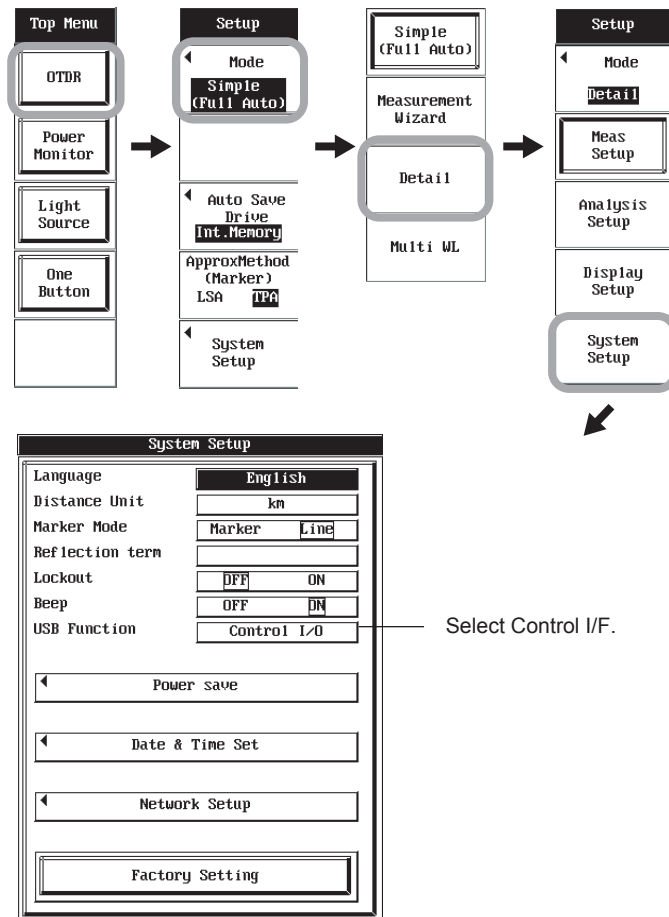 Top Menu
OTDR
Power
Monitor
Light
Source
One
Button
Setup
Mode
Simple
(Full Auto)
Auto Save
Drive
Int.Memory
ApproxMethod
(Marker)
LSA TPA
System
Setup
Simple
(Full Auto)
Measurement
Wizard
Detail
Multi WL
Setup
Mode
Detail
Meas
Setup
Analysis
Setup
Display
Setup
System
Setup
System Setup
Language English
Distance Unit km
Marker Mode Marker Line
Reflection term
Lockout OFF ON
Beep OFF ON
USB Function Control I/O
Select Control I/F.
Power save
Date & Time Set
Network Setup
Factory Setting